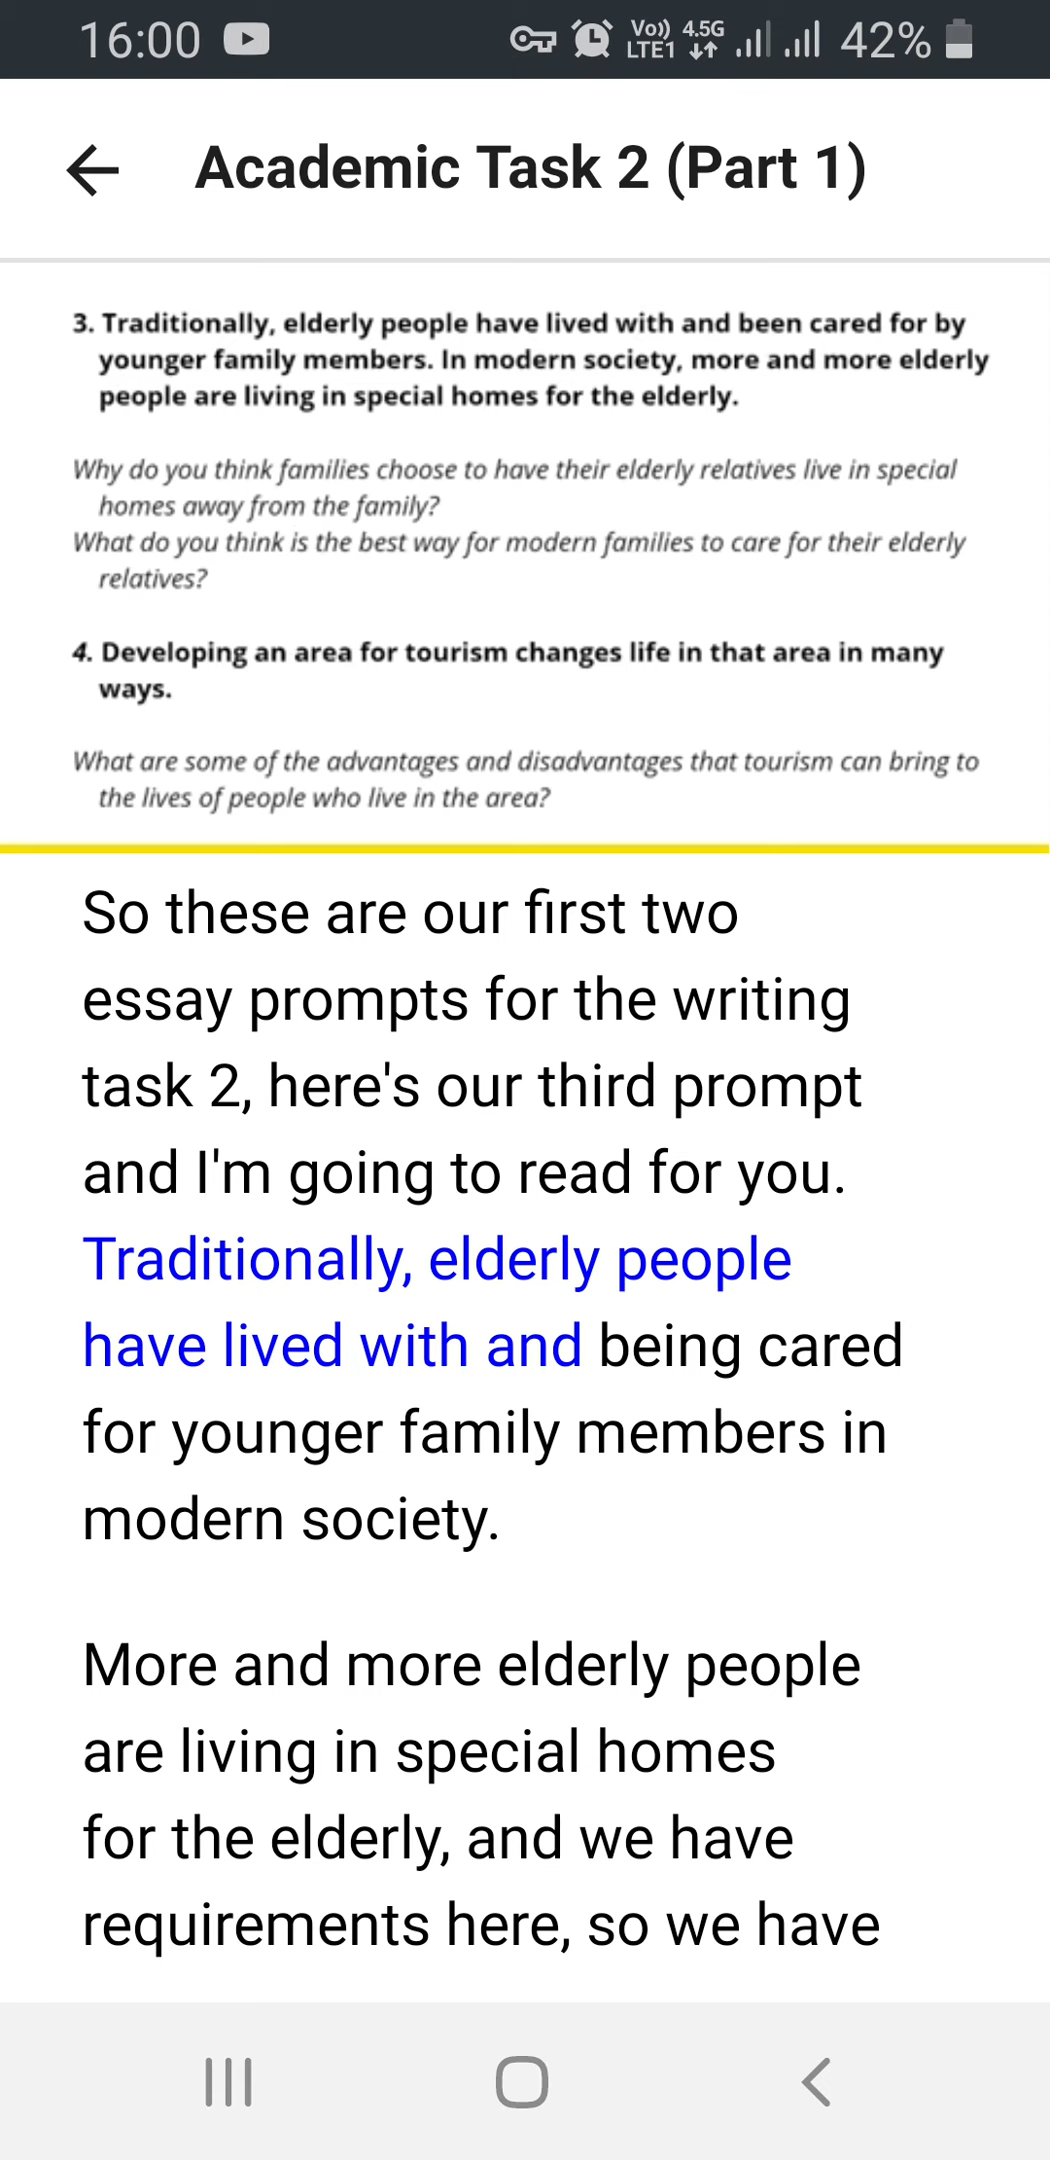 16:00
Vo)) 4.5G
LTE1
42%
Academic Task 2 (Part 1)
3. Traditionally, elderly people have lived with and been cared for by
younger family members. In modern society, more and more elderly
people are living in special homes for the elderly.
Why do you think families choose to have their elderly relatives live in special
homes away from the family?
What do you think is the best way for modern families to care for their elderly
relatives?
4. Developing an area for tourism changes life in that area in many
ways.
What are some of the advantages and disadvantages that tourism can bring to
the lives of people who live in the area?
So these are our first two
essay prompts for the writing
task 2, here's our third prompt
and I'm going to read for you.
Traditionally, elderly people
have lived with and being cared
for younger family members in
modern society.
More and more elderly people
are living in special homes
for the elderly, and we have
requirements here, so we have